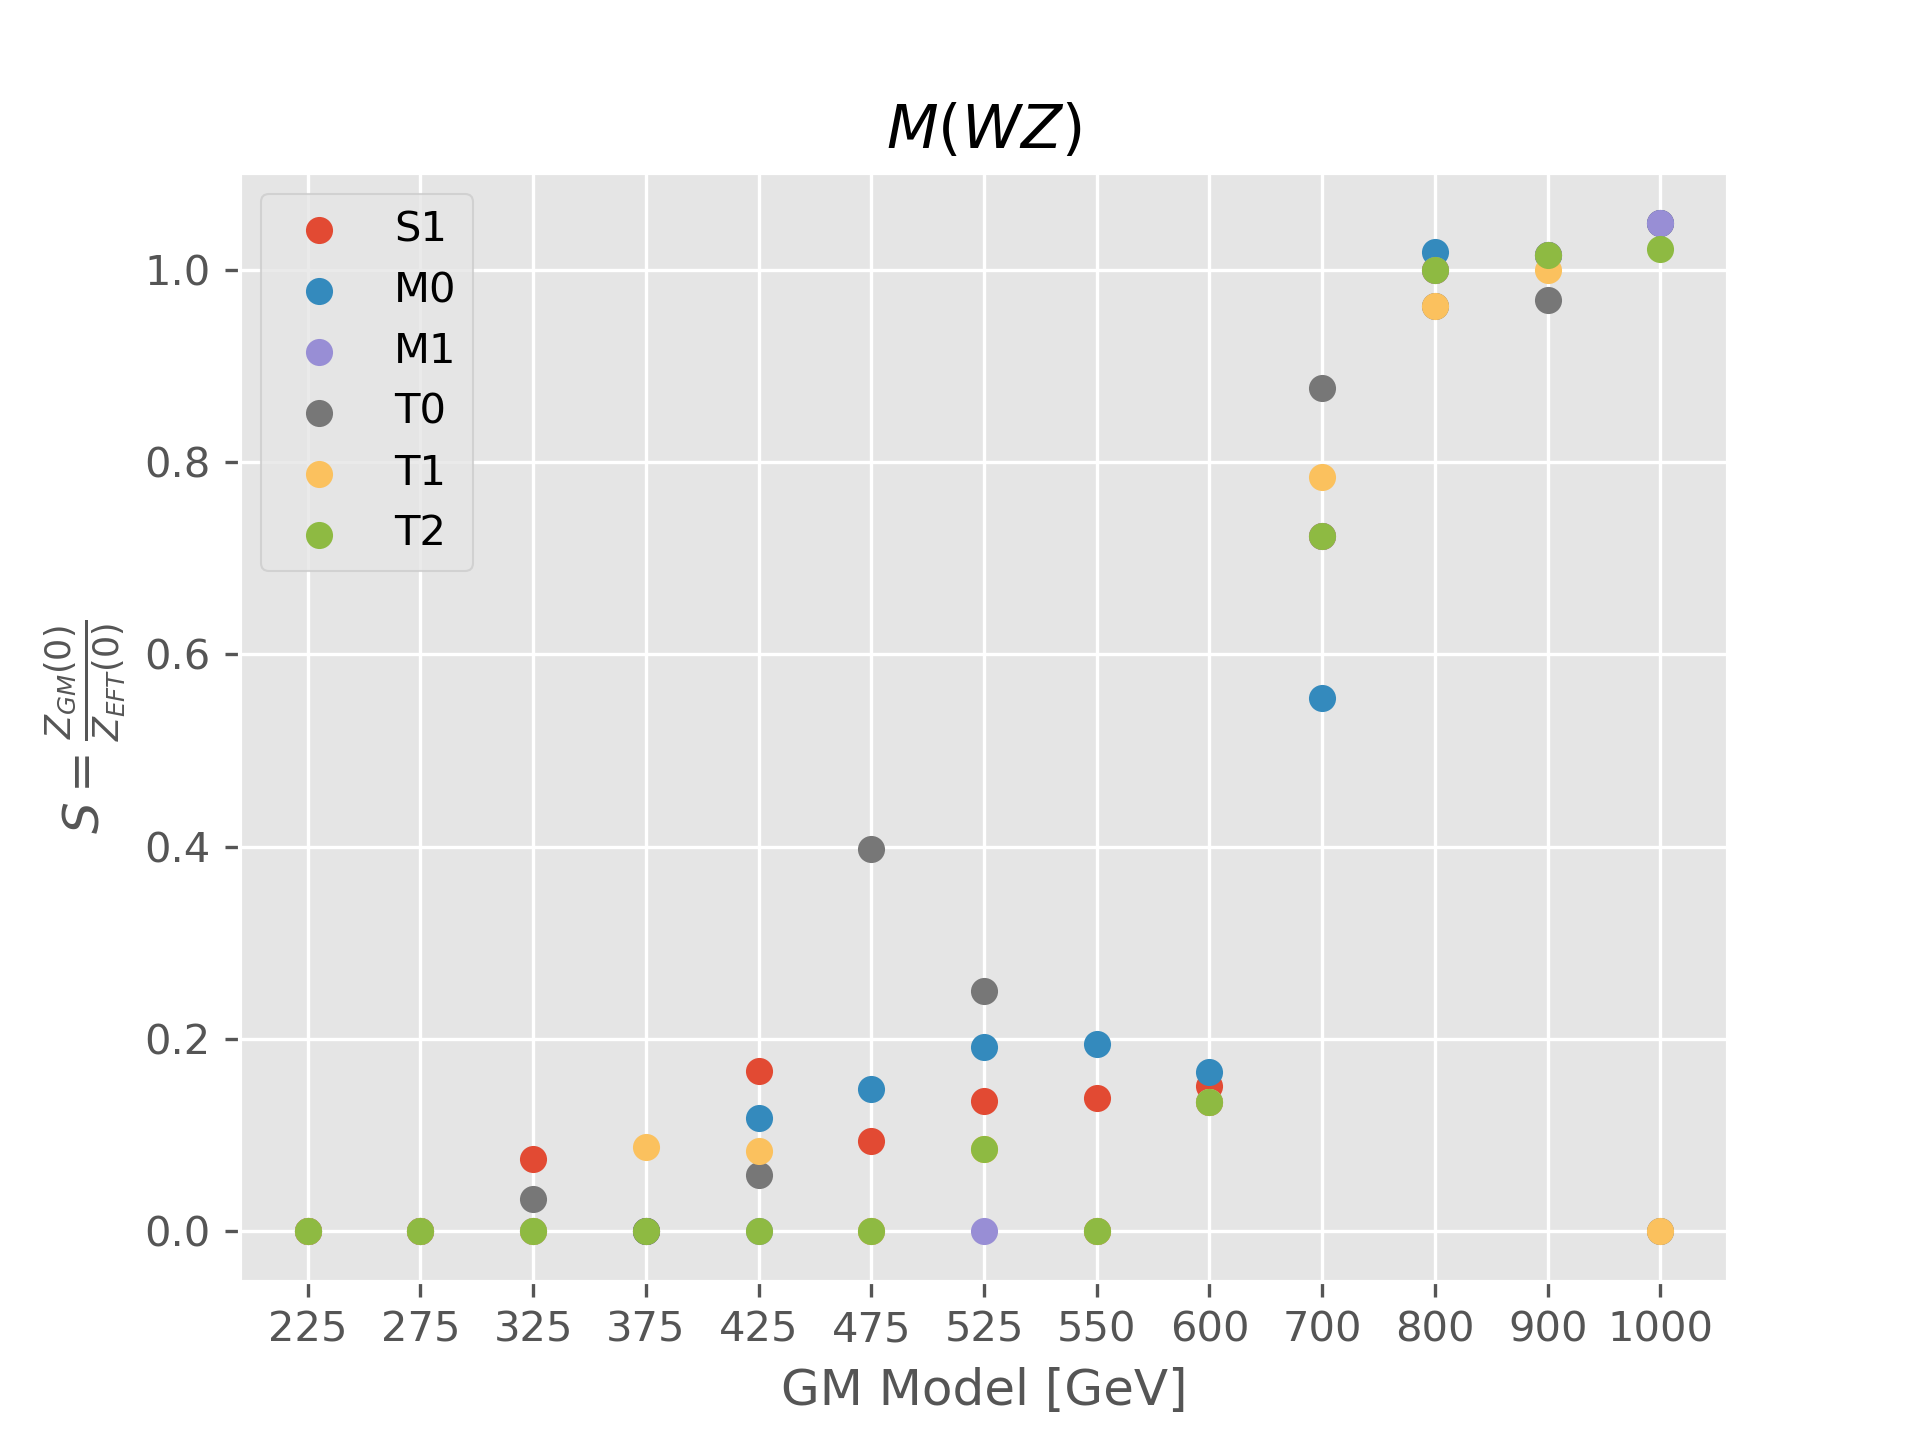 M(WZ)
S1
M0
M1
T0
T1
T2
1.0
0.8
0.6
0.4
0.2
0.0
S = Z_GM(0) / Z_EFT(0)
225 275 325 375 425 475 525 550 600 700 800 900 1000
GM Model [GeV]